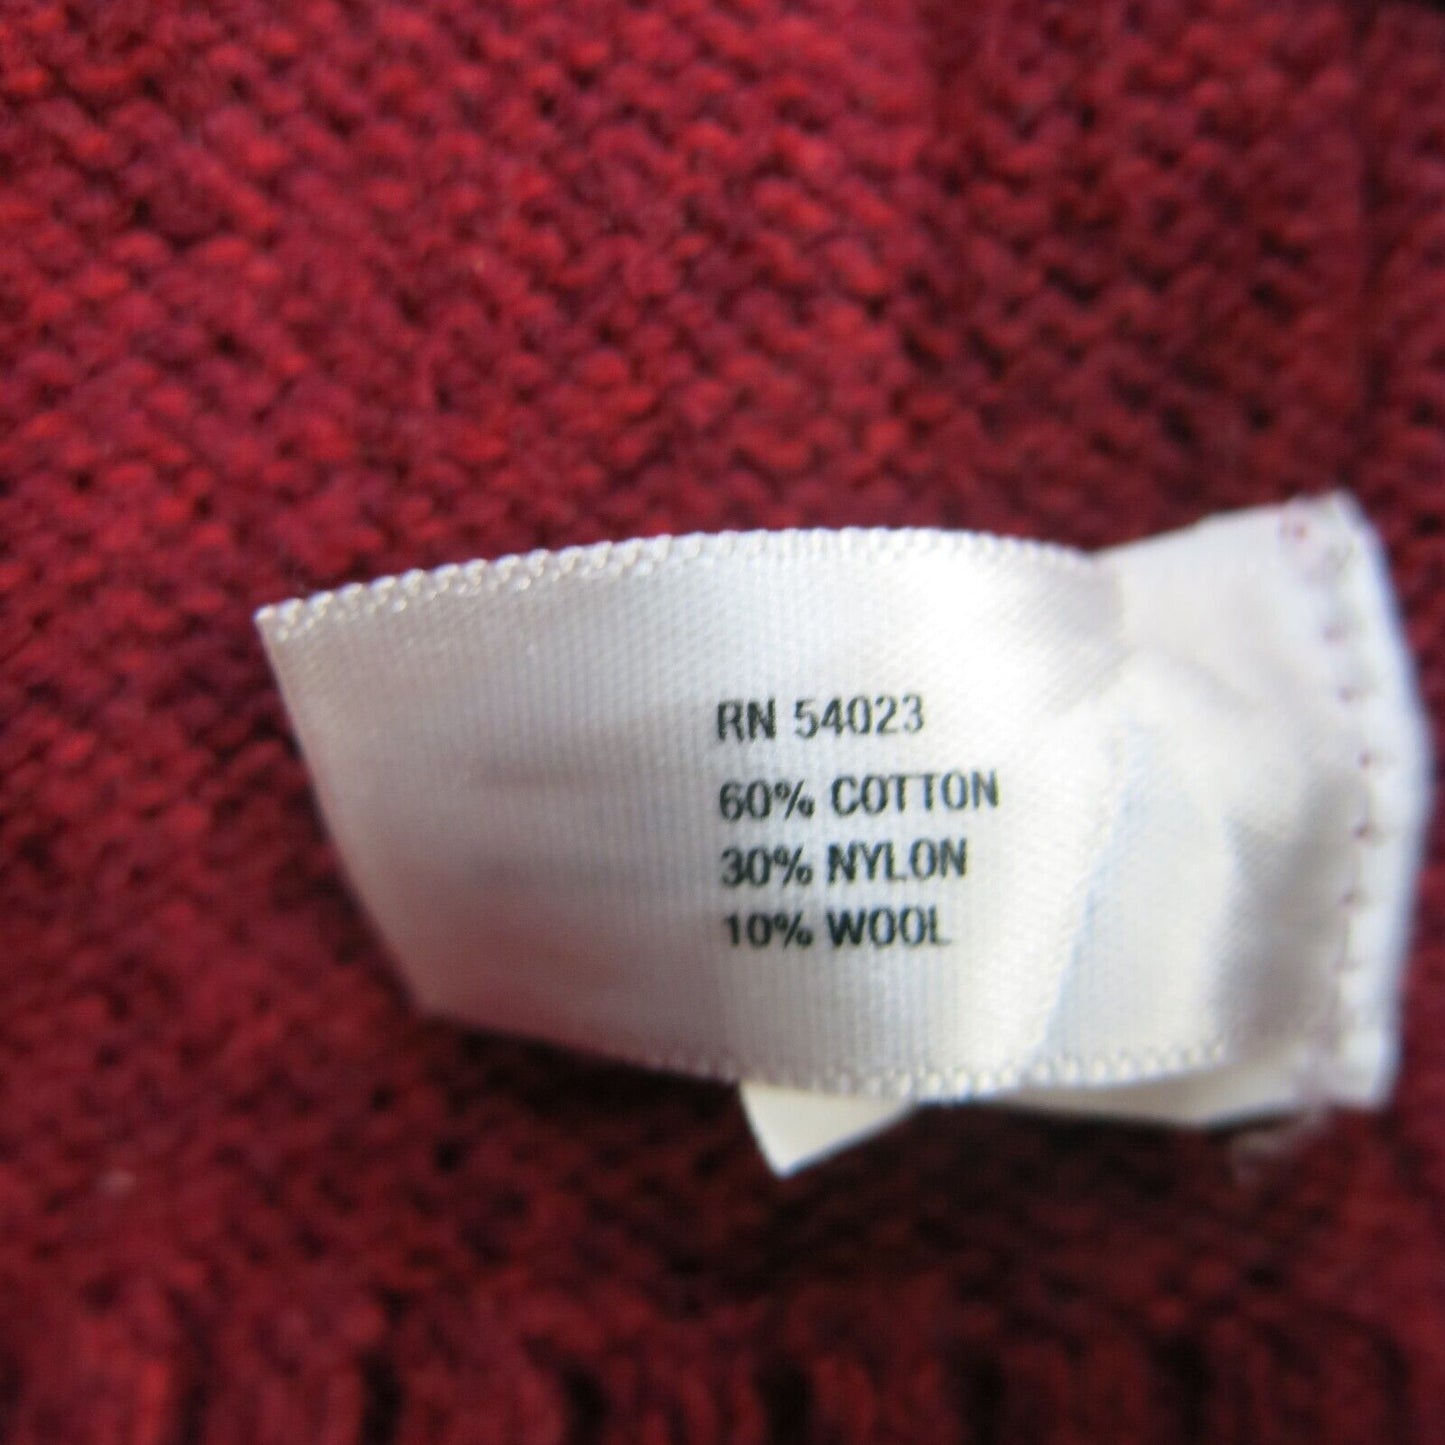 RN 54023
60% COTTON
30% NYLON
10% WOOL